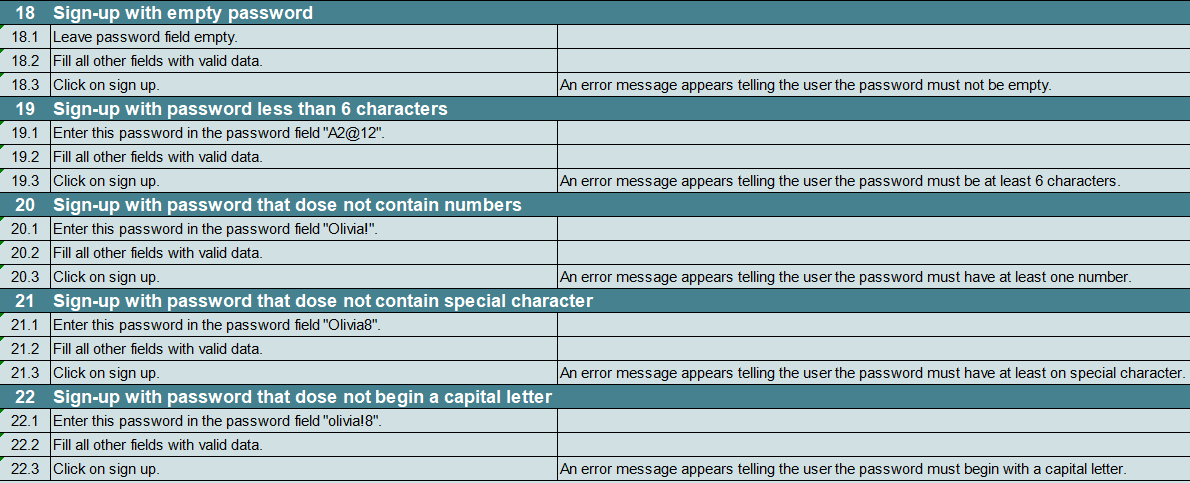 18 Sign-up with empty password
18.1 Leave password field empty.
18.2 Fill all other fields with valid data.
18.3 Click on sign up. An error message appears telling the user the password must not be empty.
19 Sign-up with password less than 6 characters
19.1 Enter this password in the password field "A2@12".
19.2 Fill all other fields with valid data.
19.3 Click on sign up. An error message appears telling the user the password must be at least 6 characters.
20 Sign-up with password that dose not contain numbers
20.1 Enter this password in the password field "Olivia!".
20.2 Fill all other fields with valid data.
20.3 Click on sign up. An error message appears telling the user the password must have at least one number.
21 Sign-up with password that dose not contain special character
21.1 Enter this password in the password field "Olivia8".
21.2 Fill all other fields with valid data.
21.3 Click on sign up. An error message appears telling the user the password must have at least on special character.
22 Sign-up with password that dose not begin a capital letter
22.1 Enter this password in the password field "olivia!8".
22.2 Fill all other fields with valid data.
22.3 Click on sign up. An error message appears telling the user the password must begin with a capital letter.